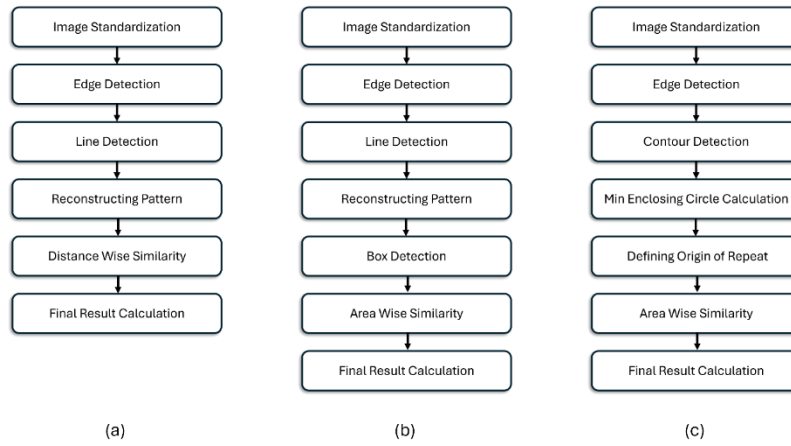 Image Standardization
Edge Detection
Line Detection
Reconstructing Pattern
Distance Wise Similarity
Final Result Calculation
(a)
Image Standardization
Edge Detection
Line Detection
Reconstructing Pattern
Box Detection
Area Wise Similarity
Final Result Calculation
(b)
Image Standardization
Edge Detection
Contour Detection
Min Enclosing Circle Calculation
Defining Origin of Repeat
Area Wise Similarity
Final Result Calculation
(c)